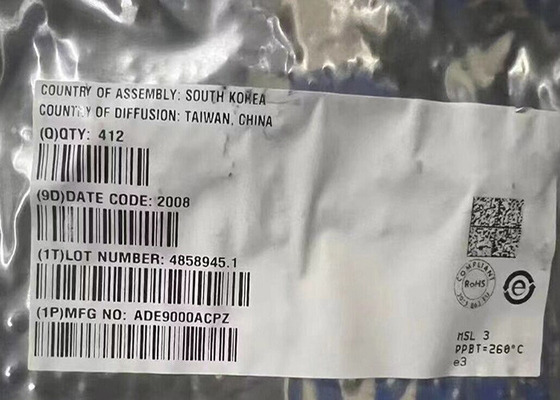 COUNTRY OF ASSEMBLY: SOUTH KOREA
COUNTRY OF DIFFUSION: TAIWAN, CHINA
(Q)QTY: 412
(9D)DATE CODE: 2008
(1T)LOT NUMBER: 4858945.1
(1P)MFG NO: ADE9000ACPZ
COMPLIANT
RoHS
e
MSL 3
PPBT=260°C
e3